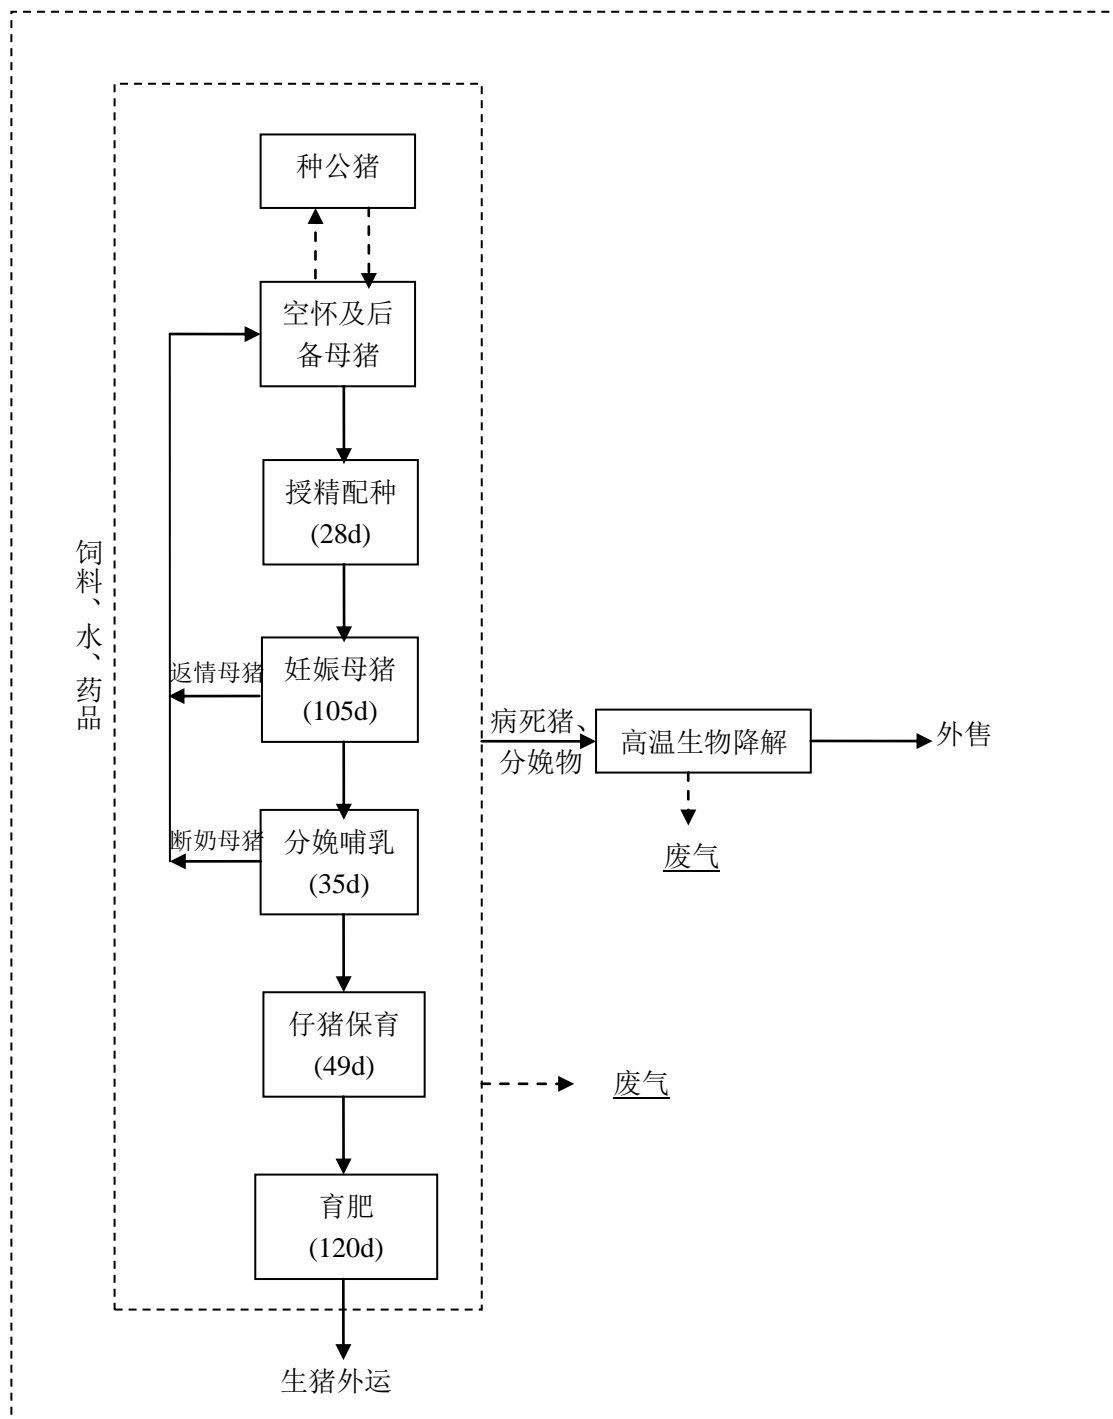 种公猪
空怀及后
备母猪
授精配种
(28d)
饲料、水、药品
返情母猪
妊娠母猪
(105d)
病死猪、
分娩物
高温生物降解
外售
废气
断奶母猪
分娩哺乳
(35d)
仔猪保育
(49d)
废气
育肥
(120d)
生猪外运